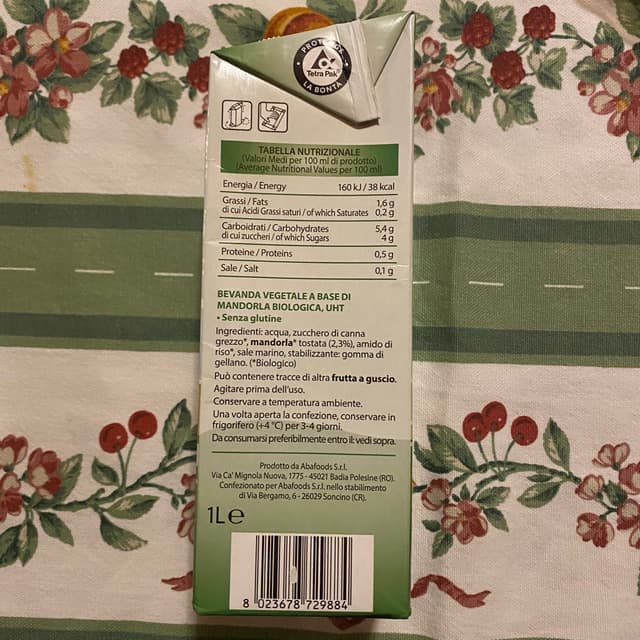 PROTEGGE
Tetra Pak®
LA BONTÀ
TABELLA NUTRIZIONALE
(Valori Medi per 100 ml di prodotto)
(Average Nutritional Values per 100 ml)
Energia / Energy 160 kJ / 38 kcal
Grassi / Fats 1,6 g
di cui Acidi Grassi saturi / of which Saturates 0,2 g
Carboidrati / Carbohydrates 5,4 g
di cui zuccheri / of which Sugars 4 g
Proteine / Proteins 0,5 g
Sale / Salt 0,1 g
BEVANDA VEGETALE A BASE DI
MANDORLA BIOLOGICA, UHT
• Senza glutine
Ingredienti: acqua, zucchero di canna
grezzo*, mandorla* tostata (2,3%), amido di
riso*, sale marino, stabilizzante: gomma di
gellano. (*Biologico)
Può contenere tracce di altra frutta a guscio.
Agitare prima dell'uso.
Conservare a temperatura ambiente.
Una volta aperta la confezione, conservare in
frigorifero (+4 °C) per 3-4 giorni.
Da consumarsi preferibilmente entro il: vedi sopra.
Prodotto da Abafoods S.r.l.
Via Ca' Mignola Nuova, 1775 - 45021 Badia Polesine (RO).
Confezionato per Abafoods S.r.l. nello stabilimento
di Via Bergamo, 6 - 26029 Soncino (CR).
1L e
8 023678 729884